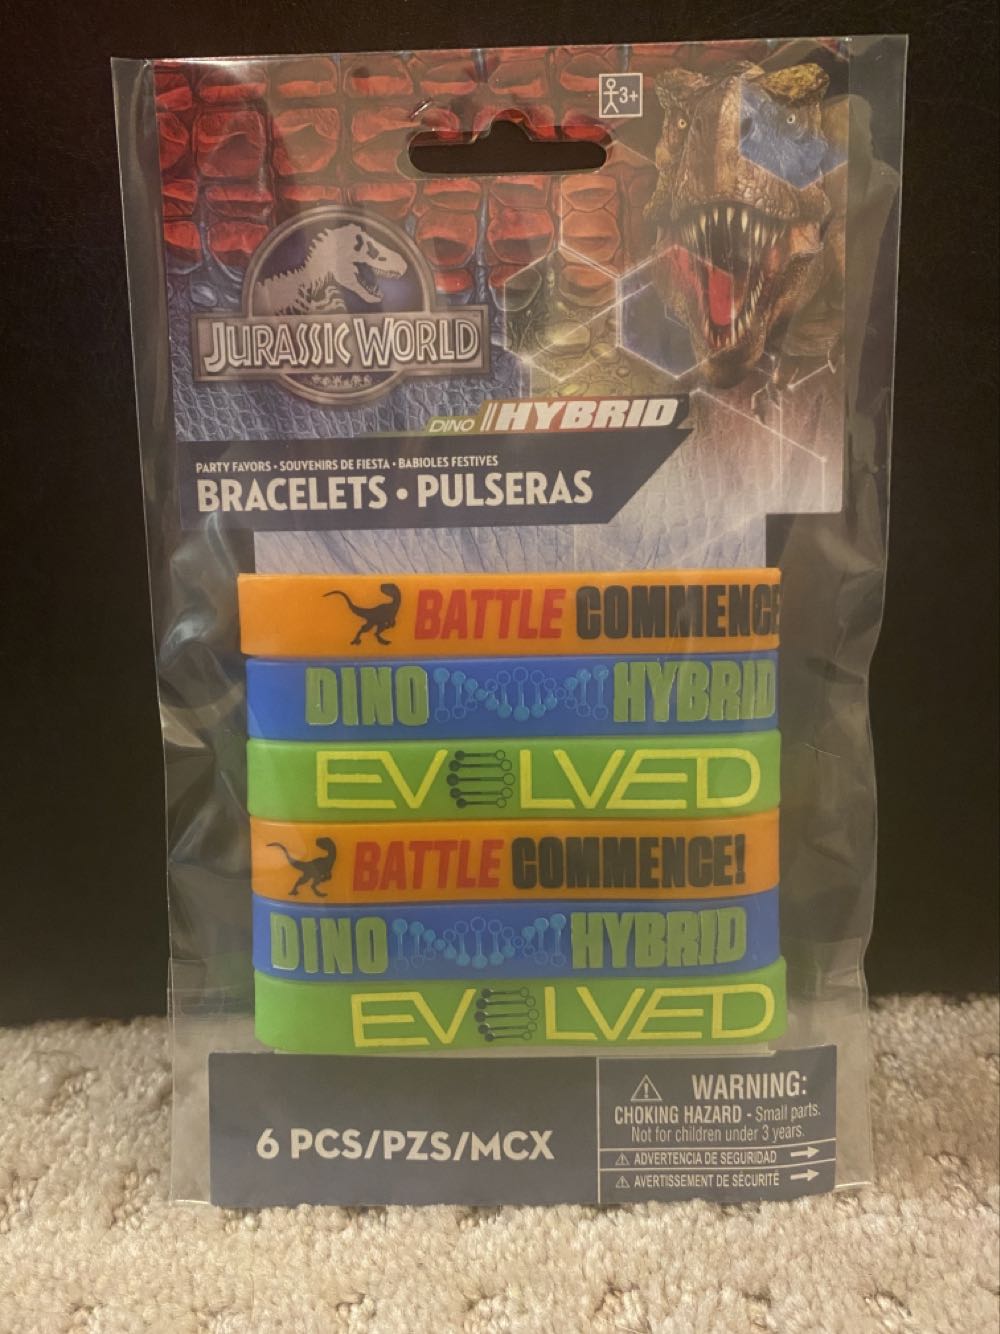 3+
JURASSIC WORLD
DINO HYBRID
PARTY FAVORS • SOUVENIRS DE FIESTA • BABIOLES FESTIVES
BRACELETS • PULSERAS
BATTLE COMMENCE
DINO HYBRID
EVOLVED
BATTLE COMMENCE!
DINO HYBRID
EVOLVED
6 PCS/PZS/MCX
WARNING:
CHOKING HAZARD - Small parts.
Not for children under 3 years.
ADVERTENCIA DE SEGURIDAD
AVERTISSEMENT DE SÉCURITÉ